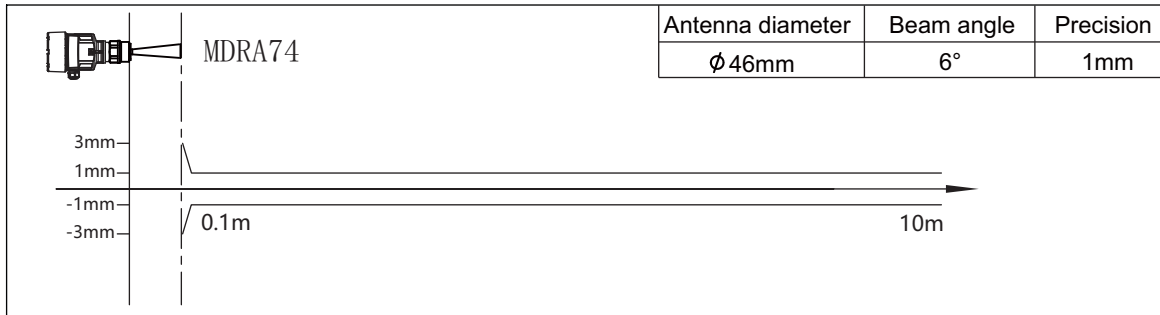 Antenna diameter Beam angle Precision
MDRA74
ϕ46mm 6° 1mm
3mm
1mm
-1mm
0.1m 10m
-3mm